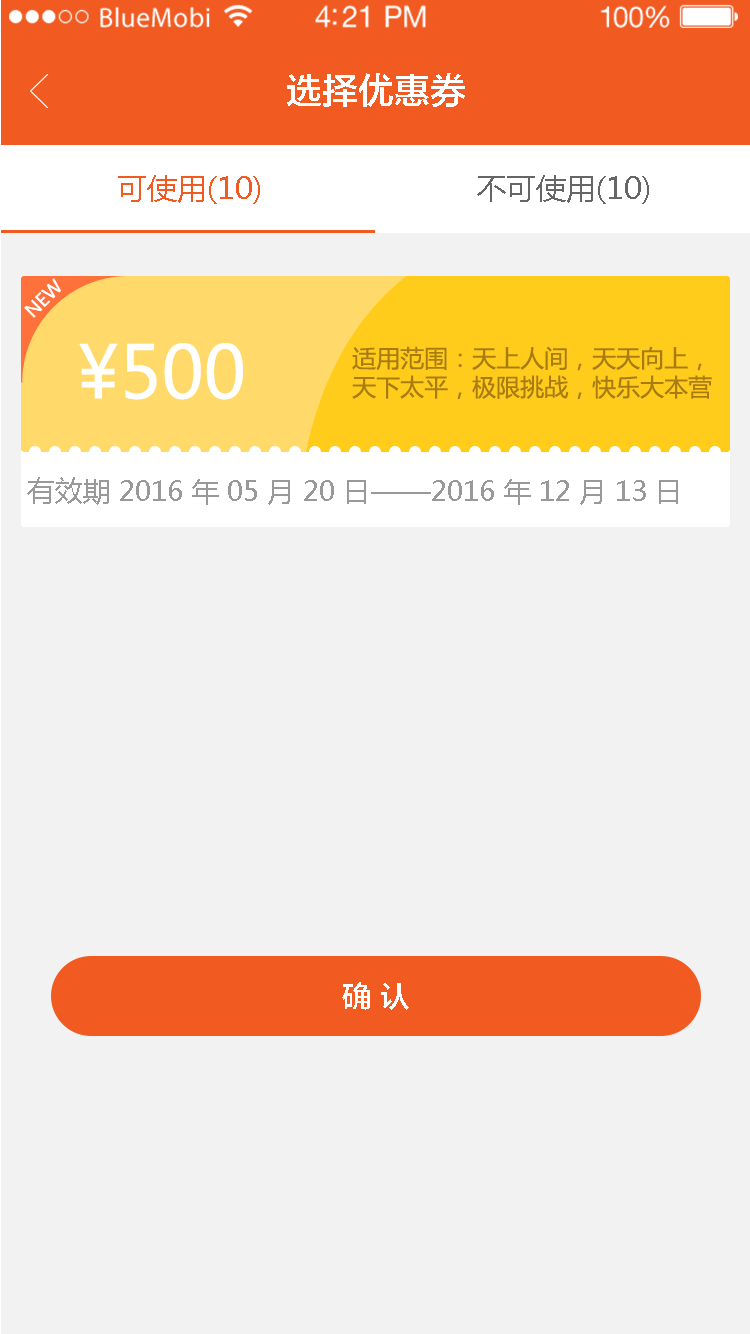 BlueMobi 4:21 PM 100%
选择优惠券
可使用(10) 不可使用(10)
NEW
¥500
适用范围：天上人间，天天向上，
天下太平，极限挑战，快乐大本营
有效期 2016 年 05 月 20 日——2016 年 12 月 13 日
确 认